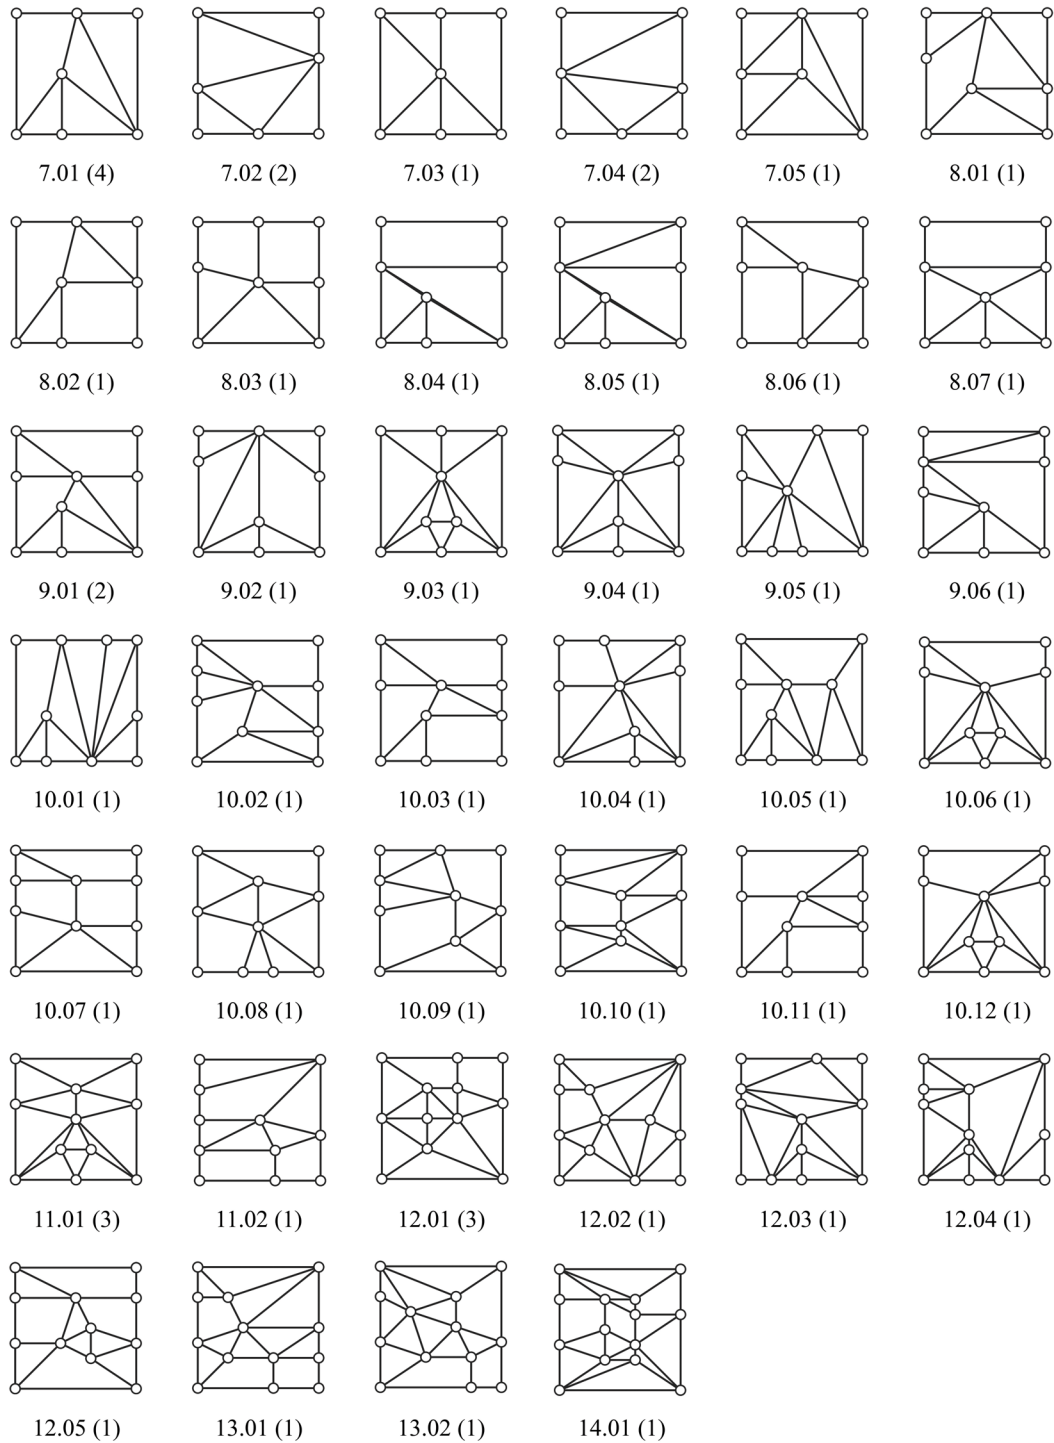 7.01 (4) 7.02 (2) 7.03 (1) 7.04 (2) 7.05 (1) 8.01 (1)
8.02 (1) 8.03 (1) 8.04 (1) 8.05 (1) 8.06 (1) 8.07 (1)
9.01 (2) 9.02 (1) 9.03 (1) 9.04 (1) 9.05 (1) 9.06 (1)
10.01 (1) 10.02 (1) 10.03 (1) 10.04 (1) 10.05 (1) 10.06 (1)
10.07 (1) 10.08 (1) 10.09 (1) 10.10 (1) 10.11 (1) 10.12 (1)
11.01 (3) 11.02 (1) 12.01 (3) 12.02 (1) 12.03 (1) 12.04 (1)
12.05 (1) 13.01 (1) 13.02 (1) 14.01 (1)